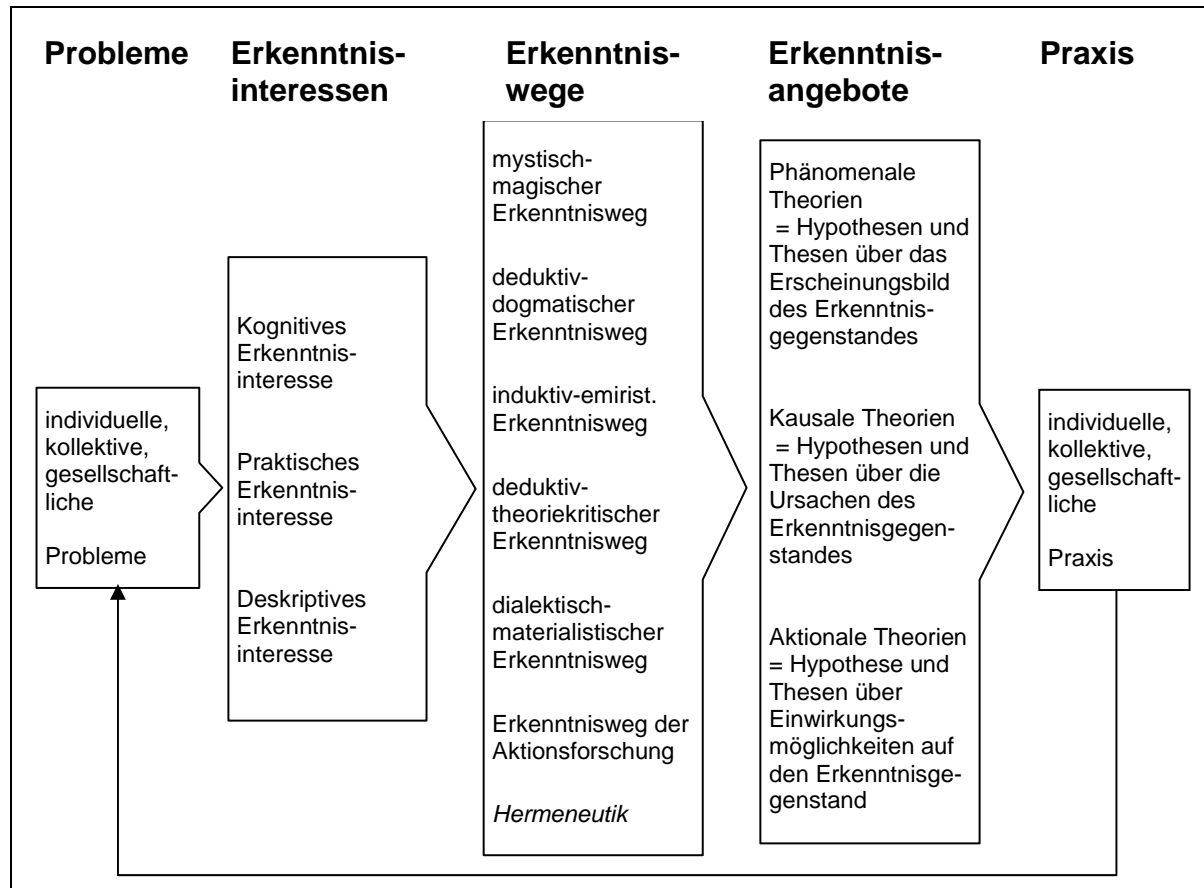 Probleme
Erkenntnis-
interessen
Erkenntnis-
wege
Erkenntnis-
angebote
Praxis
individuelle,
kollektive,
gesellschaft-
liche
Probleme
Kognitives
Erkenntnis-
interesse
Praktisches
Erkenntnis-
interesse
Deskriptives
Erkenntnis-
interesse
mystisch-
magischer
Erkenntnisweg
deduktiv-
dogmatischer
Erkenntnisweg
induktiv-emirist.
Erkenntnisweg
deduktiv-
theoriekritischer
Erkenntnisweg
dialektisch-
materialistischer
Erkenntnisweg
Erkenntnisweg der
Aktionsforschung
Hermeneutik
Phänomenale
Theorien
= Hypothesen und
Thesen über das
Erscheinungsbild
des Erkenntnis-
gegenstandes
Kausale Theorien
= Hypothesen und
Thesen über die
Ursachen des
Erkenntnisgegen-
standes
Aktionale Theorien
= Hypothese und
Thesen über
Einwirkungs-
möglichkeiten auf
den Erkenntnisge-
genstand
individuelle,
kollektive,
gesellschaft-
liche
Praxis